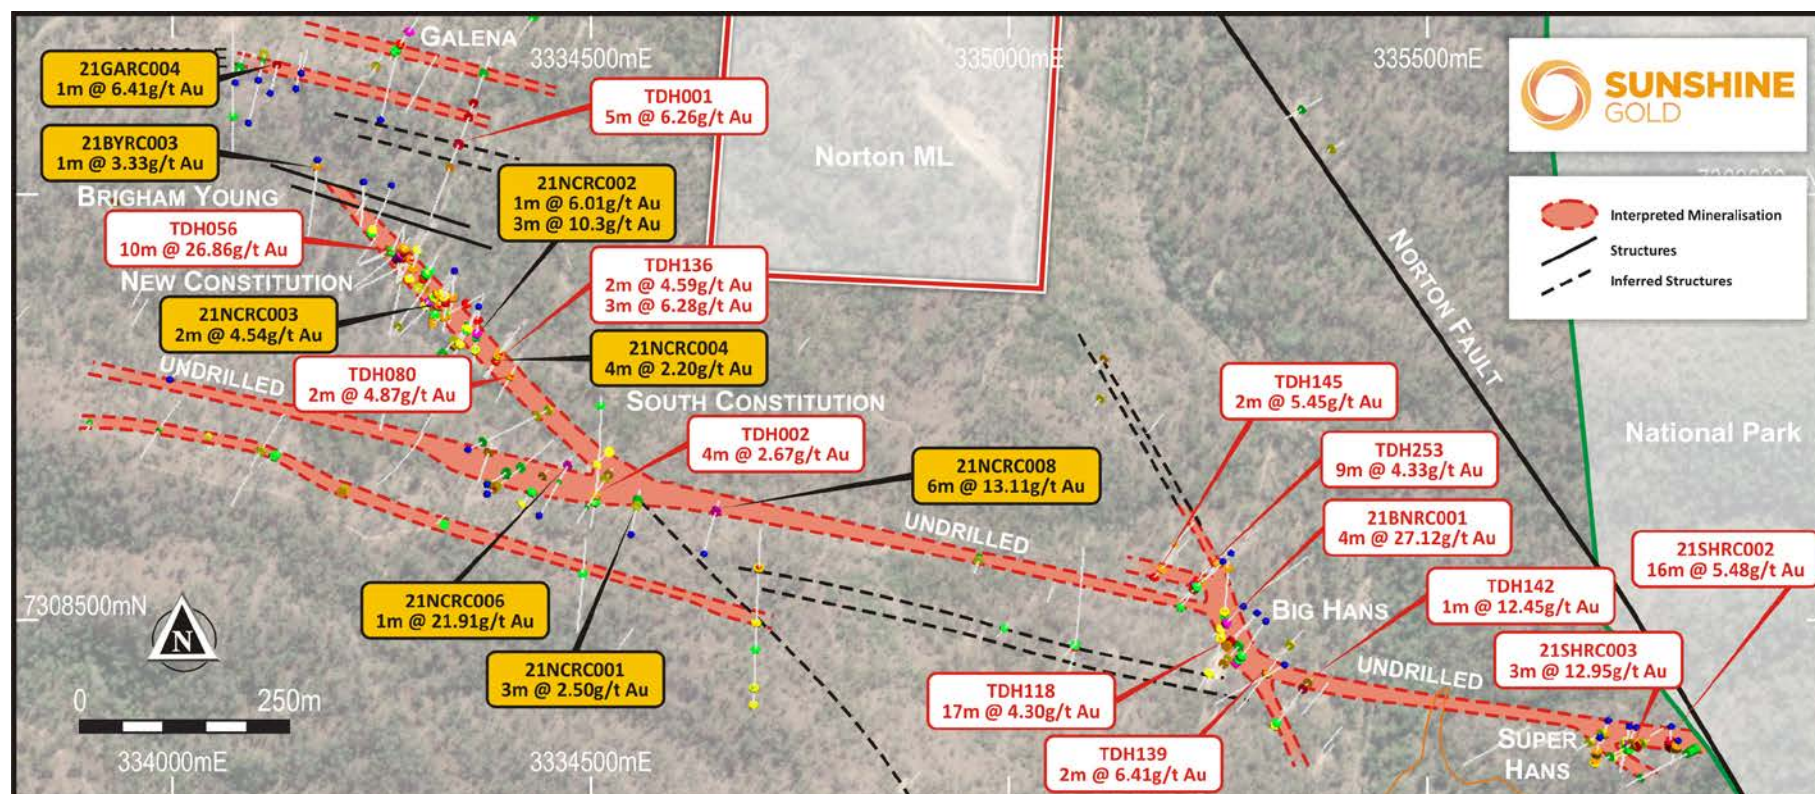 GALENA
3334500mE
335000mE
335500mE
SUNSHINE
GOLD
21GARC004
1m @ 6.41g/t Au
TDH001
5m @ 6.26g/t Au
21BYRC003
1m @ 3.33g/t Au
Norton ML
BRIGHAM YOUNG
21NCRC002
1m @ 6.01g/t Au
3m @ 10.3g/t Au
Interpreted Mineralisation
Structures
Inferred Structures
TDH056
10m @ 26.86g/t Au
NEW CONSTITUTION
TDH136
2m @ 4.59g/t Au
3m @ 6.28g/t Au
NORTON FAULT
21NCRC003
2m @ 4.54g/t Au
21NCRC004
4m @ 2.20g/t Au
UNDRILLED
TDH080
2m @ 4.87g/t Au
SOUTH CONSTITUTION
TDH145
2m @ 5.45g/t Au
TDH002
4m @ 2.67g/t Au
National Park
TDH253
9m @ 4.33g/t Au
21NCRC008
6m @ 13.11g/t Au
UNDRILLED
21BNRC001
4m @ 27.12g/t Au
21SHRC002
16m @ 5.48g/t Au
7308500mN
N
21NCRC006
1m @ 21.91g/t Au
BIG HANS
TDH142
1m @ 12.45g/t Au
21NCRC001
3m @ 2.50g/t Au
UNDRILLED
21SHRC003
3m @ 12.95g/t Au
0 250m
TDH118
17m @ 4.30g/t Au
TDH139
2m @ 6.41g/t Au
SUPER
HANS
334000mE
3334500mE